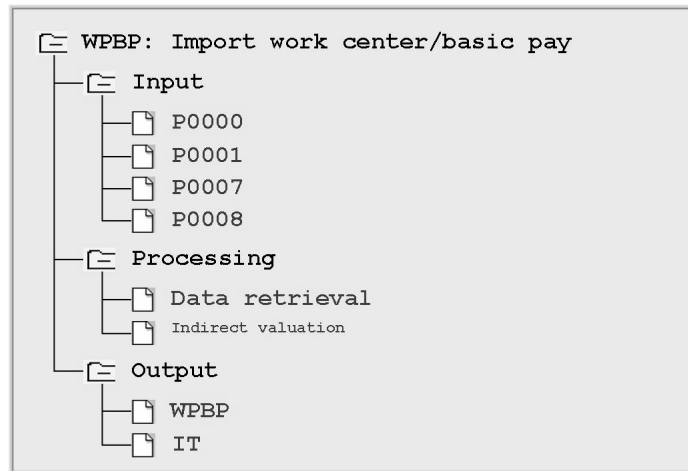 WPBP: Import work center/basic pay
Input
P0000
P0001
P0007
P0008
Processing
Data retrieval
Indirect valuation
Output
WPBP
IT